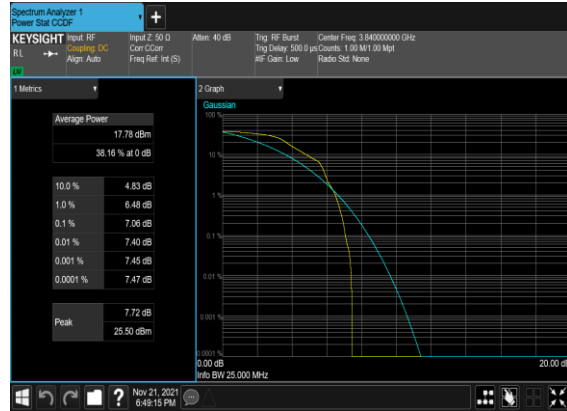 Spectrum Analyzer 1
Power Stat CCDF
+
KEYSIGHT Input: RF Input Z: 50 Ω Atten: 40 dB Trig: RF Burst Center Freq: 3.840000000 GHz
RL Coupling: DC Corr CCorr Trig Delay: 500.0 µs Counts: 1.00 M/1.00 Mpt
Align: Auto Freq Ref: Int (S) #IF Gain: Low Radio Std: None
1 Metrics
2 Graph
Average Power
17.78 dBm
38.16 % at 0 dB
10.0 % 4.83 dB
1.0 % 6.48 dB
0.1 % 7.06 dB
0.01 % 7.40 dB
0.001 % 7.45 dB
0.0001 % 7.47 dB
Peak 7.72 dB
25.50 dBm
Gaussian
100 %
10 %
1 %
0.1 %
0.01 %
0.001 %
0.0001 %
0.00 dB 20.00 dB
Info BW 25.000 MHz
? Nov 21, 2021
6:49:15 PM